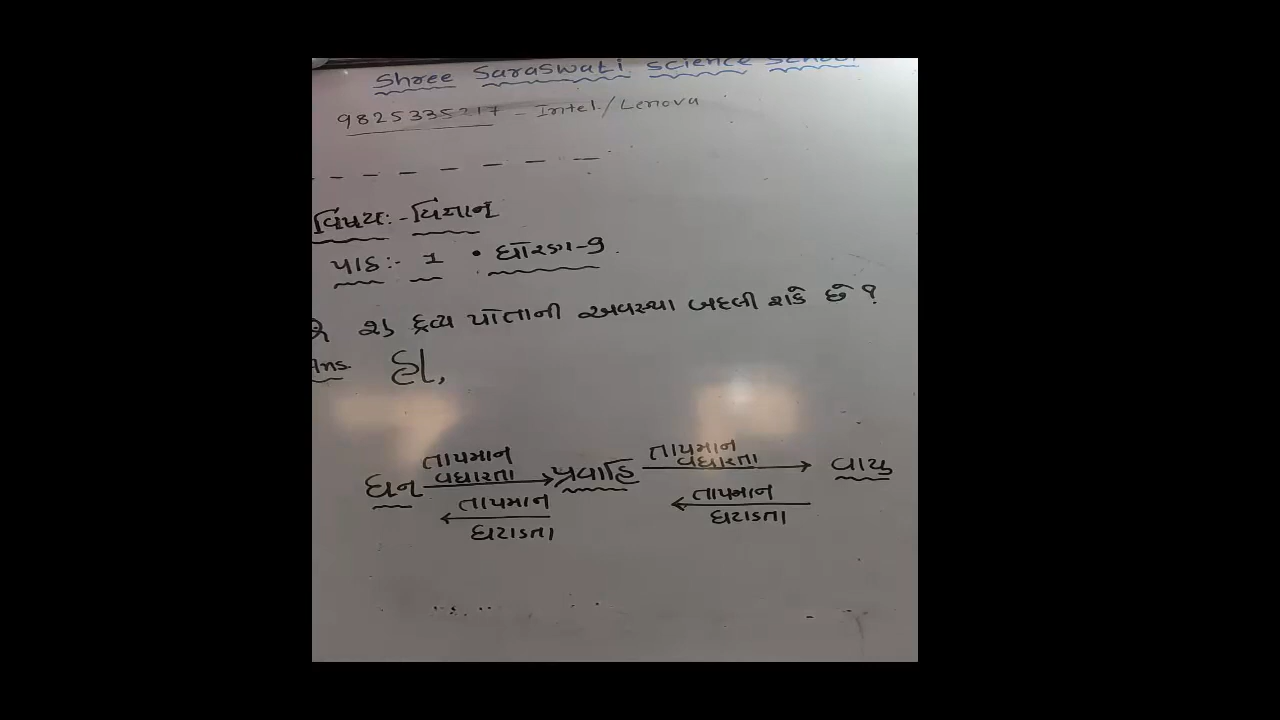 Shree Saraswati Science School
9825335217 - Intel/Lenova
વિષય:- વિજ્ઞાન
પાઠ:- 1 • ધોરણ-9.
શું દ્રવ્ય પોતાની અવસ્થા બદલી શકે છે?
Ans. હા,
તાપમાન તાપમાન
ઘન વધારતા પ્રવાહિ વધારતા વાયુ
તાપમાન તાપમાન
ઘટાડતા ઘટાડતા